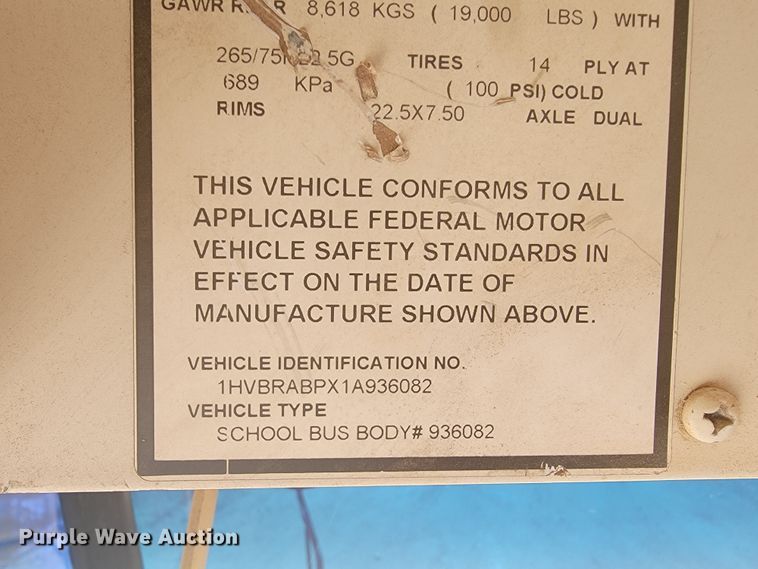 GAWR 8,618 KGS ( 19,000 LBS ) WITH
TIRES 14 PLY AT
689 KPa ( 100 PSI) COLD
RIMS 22.5X7.50 AXLE DUAL
THIS VEHICLE CONFORMS TO ALL
APPLICABLE FEDERAL MOTOR
VEHICLE SAFETY STANDARDS IN
EFFECT ON THE DATE OF
MANUFACTURE SHOWN ABOVE.
VEHICLE IDENTIFICATION NO.
1HVBRABPX1A936082
VEHICLE TYPE
SCHOOL BUS BODY# 936082
Purple Wave Auction